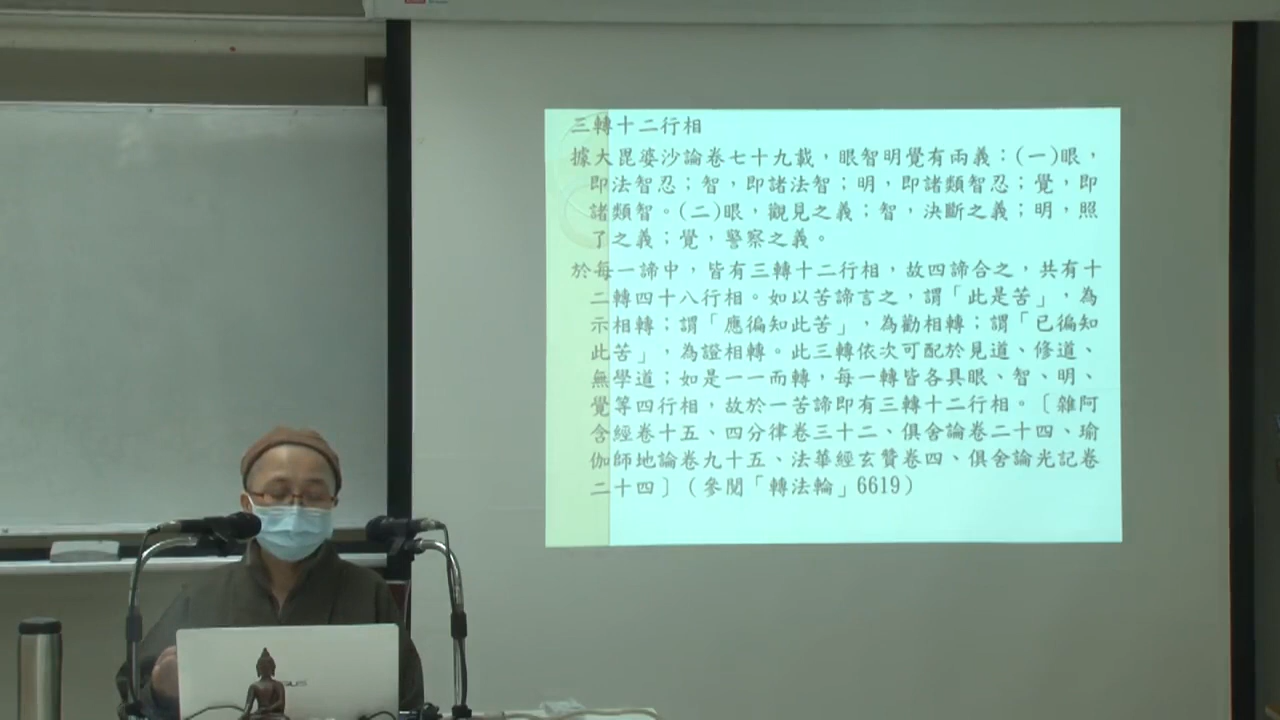 三轉十二行相
據大毘婆沙論卷七十九載，眼智明覺有兩義：(一)眼，
即法智忍；智，即諸法智；明，即諸類智忍；覺，即
諸類智。(二)眼，觀見之義；智，決斷之義；明，照
了之義；覺，警察之義。
於每一諦中，皆有三轉十二行相，故四諦合之，共有十
二轉四十八行相。如以苦諦言之，謂「此是苦」，為
示相轉；謂「應徧知此苦」，為勸相轉；謂「已徧知
此苦」，為證相轉。此三轉依次可配於見道、修道、
無學道；如是一一而轉，每一轉皆各具眼、智、明、
覺等四行相，故於一苦諦即有三轉十二行相。〔雜阿
含經卷十五、四分律卷三十二、俱舍論卷二十四、瑜
伽師地論卷九十五、法華經玄贊卷四、俱舍論光記卷
二十四〕（參閱「轉法輪」6619）